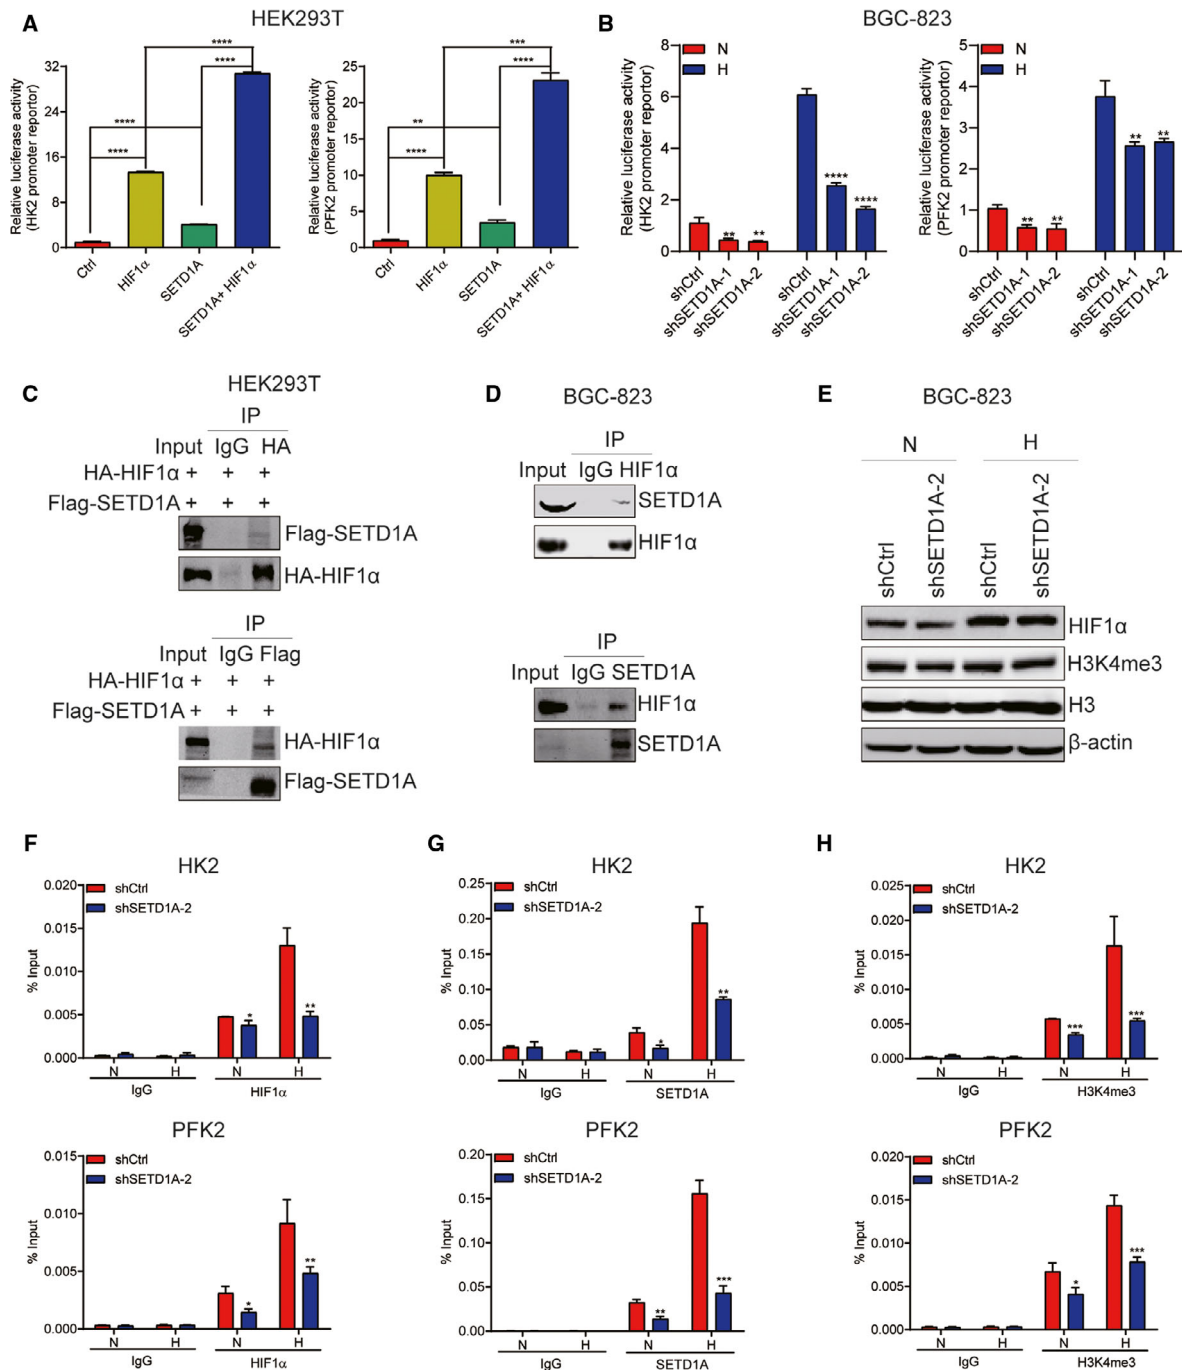 A
HEK293T
Relative luciferase activity
(HK2 promoter reportor)
32
24
16
8
0
****
****
****
****
Ctrl
HIF1α
SETD1A
SETD1A+ HIF1α
Relative luciferase activity
(PFK2 promoter reportor)
25
20
15
10
5
0
***
****
**
****
Ctrl
HIF1α
SETD1A
SETD1A+ HIF1α
B
BGC-823
Relative luciferase activity
(HK2 promoter reportor)
8
6
4
2
0
N
H
** ** **** ****
shCtrl
shSETD1A-1
shSETD1A-2
shCtrl
shSETD1A-1
shSETD1A-2
Relative luciferase activity
(PFK2 promoter reportor)
5
4
3
2
1
0
N
H
** ** ** **
shCtrl
shSETD1A-1
shSETD1A-2
shCtrl
shSETD1A-1
shSETD1A-2
C
HEK293T
IP
Input IgG HA
HA-HIF1α + + +
Flag-SETD1A + + +
Flag-SETD1A
HA-HIF1α
IP
Input IgG Flag
HA-HIF1α + + +
Flag-SETD1A + + +
HA-HIF1α
Flag-SETD1A
D
BGC-823
IP
Input IgG HIF1α
SETD1A
HIF1α
IP
Input IgG SETD1A
HIF1α
SETD1A
E
BGC-823
N H
shCtrl
shSETD1A-2
shCtrl
shSETD1A-2
HIF1α
H3K4me3
H3
β-actin
F
HK2
% Input
0.020
0.015
0.010
0.005
0.000
shCtrl
shSETD1A-2
* **
N H N H
IgG HIF1α
PFK2
% Input
0.015
0.010
0.005
0.000
shCtrl
shSETD1A-2
* **
N H N H
IgG HIF1α
G
HK2
% Input
0.25
0.20
0.15
0.10
0.05
0.00
shCtrl
shSETD1A-2
* **
N H N H
IgG SETD1A
PFK2
% Input
0.20
0.15
0.10
0.05
0.00
shCtrl
shSETD1A-2
** ***
N H N H
IgG SETD1A
H
HK2
% Input
0.025
0.020
0.015
0.010
0.005
0.000
shCtrl
shSETD1A-2
*** ***
N H N H
IgG H3K4me3
PFK2
% Input
0.020
0.015
0.010
0.005
0.000
shCtrl
shSETD1A-2
* ***
N H N H
IgG H3K4me3